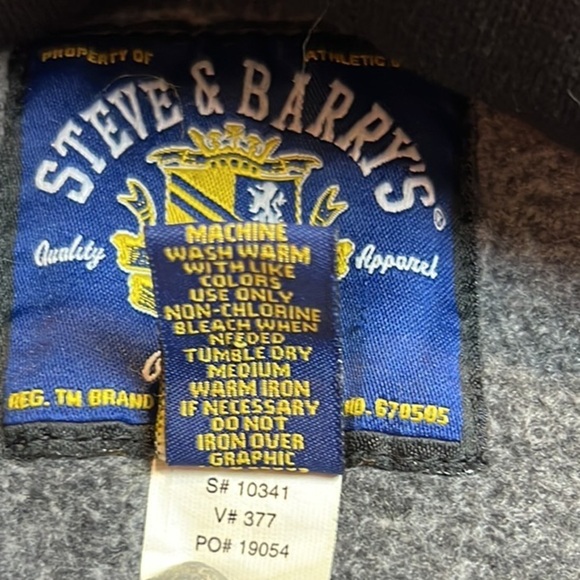 PROPERTY OF ATHLETIC
STEVE & BARRY'S®
Quality Apparel
REG. TM BRAND NO. 670505
MACHINE
WASH WARM
WITH LIKE
COLORS
USE ONLY
NON-CHLORINE
BLEACH WHEN
NEEDED
TUMBLE DRY
MEDIUM
WARM IRON
IF NECESSARY
DO NOT
IRON OVER
GRAPHIC
S# 10341
V# 377
PO# 19054